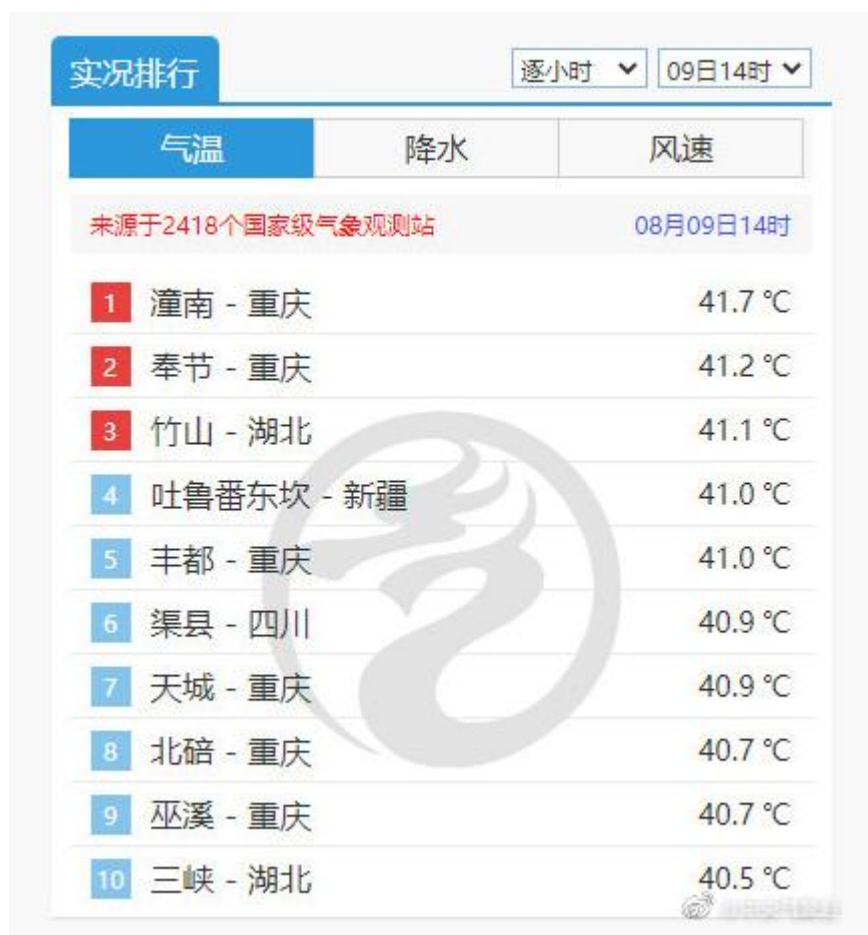 实况排行
逐小时 09日14时
气温 降水 风速
来源于2418个国家级气象观测站 08月09日14时
1 潼南 - 重庆 41.7 ℃
2 奉节 - 重庆 41.2 ℃
3 竹山 - 湖北 41.1 ℃
4 吐鲁番东坎 - 新疆 41.0 ℃
5 丰都 - 重庆 41.0 ℃
6 渠县 - 四川 40.9 ℃
7 天城 - 重庆 40.9 ℃
8 北碚 - 重庆 40.7 ℃
9 巫溪 - 重庆 40.7 ℃
10 三峡 - 湖北 40.5 ℃